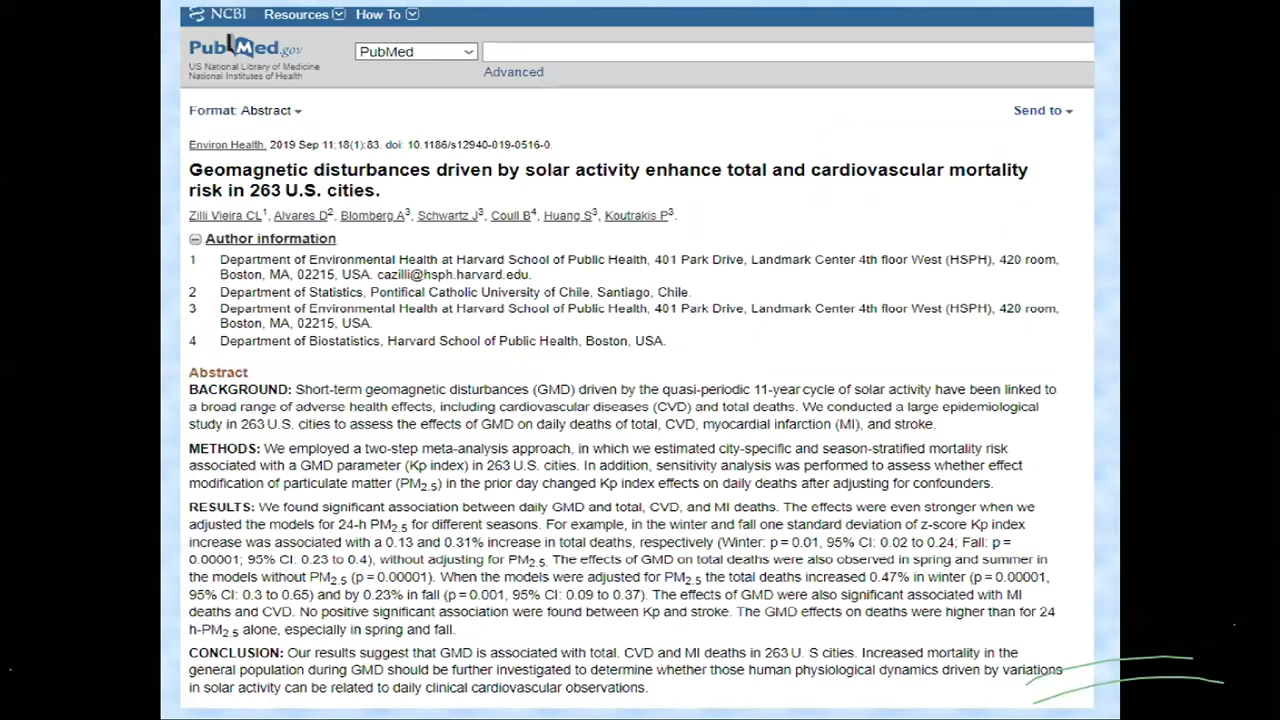 NCBI Resources How To
PubMed.gov
US National Library of Medicine
National Institutes of Health
PubMed
Advanced
Format: Abstract
Send to
Environ Health. 2019 Sep 11;18(1):83. doi: 10.1186/s12940-019-0516-0.
Geomagnetic disturbances driven by solar activity enhance total and cardiovascular mortality
risk in 263 U.S. cities.
Zilli Vieira CL1, Alvares D2, Blomberg A3, Schwartz J3, Coull B4, Huang S3, Koutrakis P3.
Author information
1 Department of Environmental Health at Harvard School of Public Health, 401 Park Drive, Landmark Center 4th floor West (HSPH), 420 room,
Boston, MA, 02215, USA. cazilli@hsph.harvard.edu.
2 Department of Statistics, Pontifical Catholic University of Chile, Santiago, Chile.
3 Department of Environmental Health at Harvard School of Public Health, 401 Park Drive, Landmark Center 4th floor West (HSPH), 420 room,
Boston, MA, 02215, USA.
4 Department of Biostatistics, Harvard School of Public Health, Boston, USA.
Abstract
BACKGROUND: Short-term geomagnetic disturbances (GMD) driven by the quasi-periodic 11-year cycle of solar activity have been linked to
a broad range of adverse health effects, including cardiovascular diseases (CVD) and total deaths. We conducted a large epidemiological
study in 263 U.S. cities to assess the effects of GMD on daily deaths of total, CVD, myocardial infarction (MI), and stroke.
METHODS: We employed a two-step meta-analysis approach, in which we estimated city-specific and season-stratified mortality risk
associated with a GMD parameter (Kp index) in 263 U.S. cities. In addition, sensitivity analysis was performed to assess whether effect
modification of particulate matter (PM2.5) in the prior day changed Kp index effects on daily deaths after adjusting for confounders.
RESULTS: We found significant association between daily GMD and total, CVD, and MI deaths. The effects were even stronger when we
adjusted the models for 24-h PM2.5 for different seasons. For example, in the winter and fall one standard deviation of z-score Kp index
increase was associated with a 0.13 and 0.31% increase in total deaths, respectively (Winter: p = 0.01, 95% CI: 0.02 to 0.24; Fall: p =
0.00001; 95% CI: 0.23 to 0.4), without adjusting for PM2.5. The effects of GMD on total deaths were also observed in spring and summer in
the models without PM2.5 (p = 0.00001). When the models were adjusted for PM2.5 the total deaths increased 0.47% in winter (p = 0.00001,
95% CI: 0.3 to 0.65) and by 0.23% in fall (p = 0.001, 95% CI: 0.09 to 0.37). The effects of GMD were also significant associated with MI
deaths and CVD. No positive significant association were found between Kp and stroke. The GMD effects on deaths were higher than for 24
h-PM2.5 alone, especially in spring and fall.
CONCLUSION: Our results suggest that GMD is associated with total, CVD and MI deaths in 263 U. S cities. Increased mortality in the
general population during GMD should be further investigated to determine whether those human physiological dynamics driven by variations
in solar activity can be related to daily clinical cardiovascular observations.